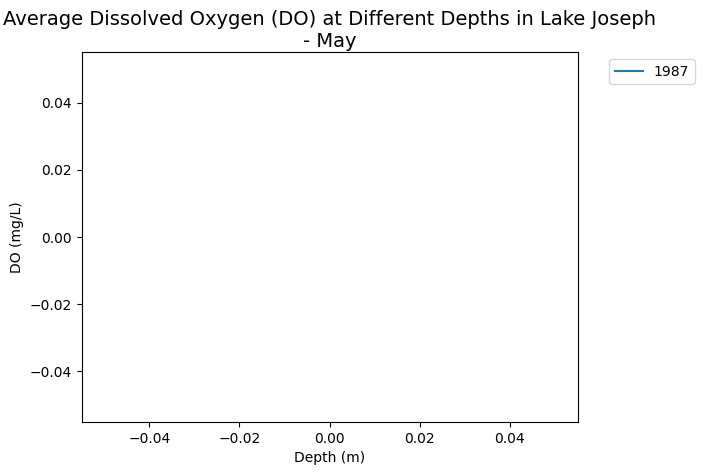 Average Dissolved Oxygen (DO) at Different Depths in Lake Joseph
- May
1987
0.04
0.02
0.00
−0.02
−0.04
DO (mg/L)
−0.04
−0.02
0.00
0.02
0.04
Depth (m)